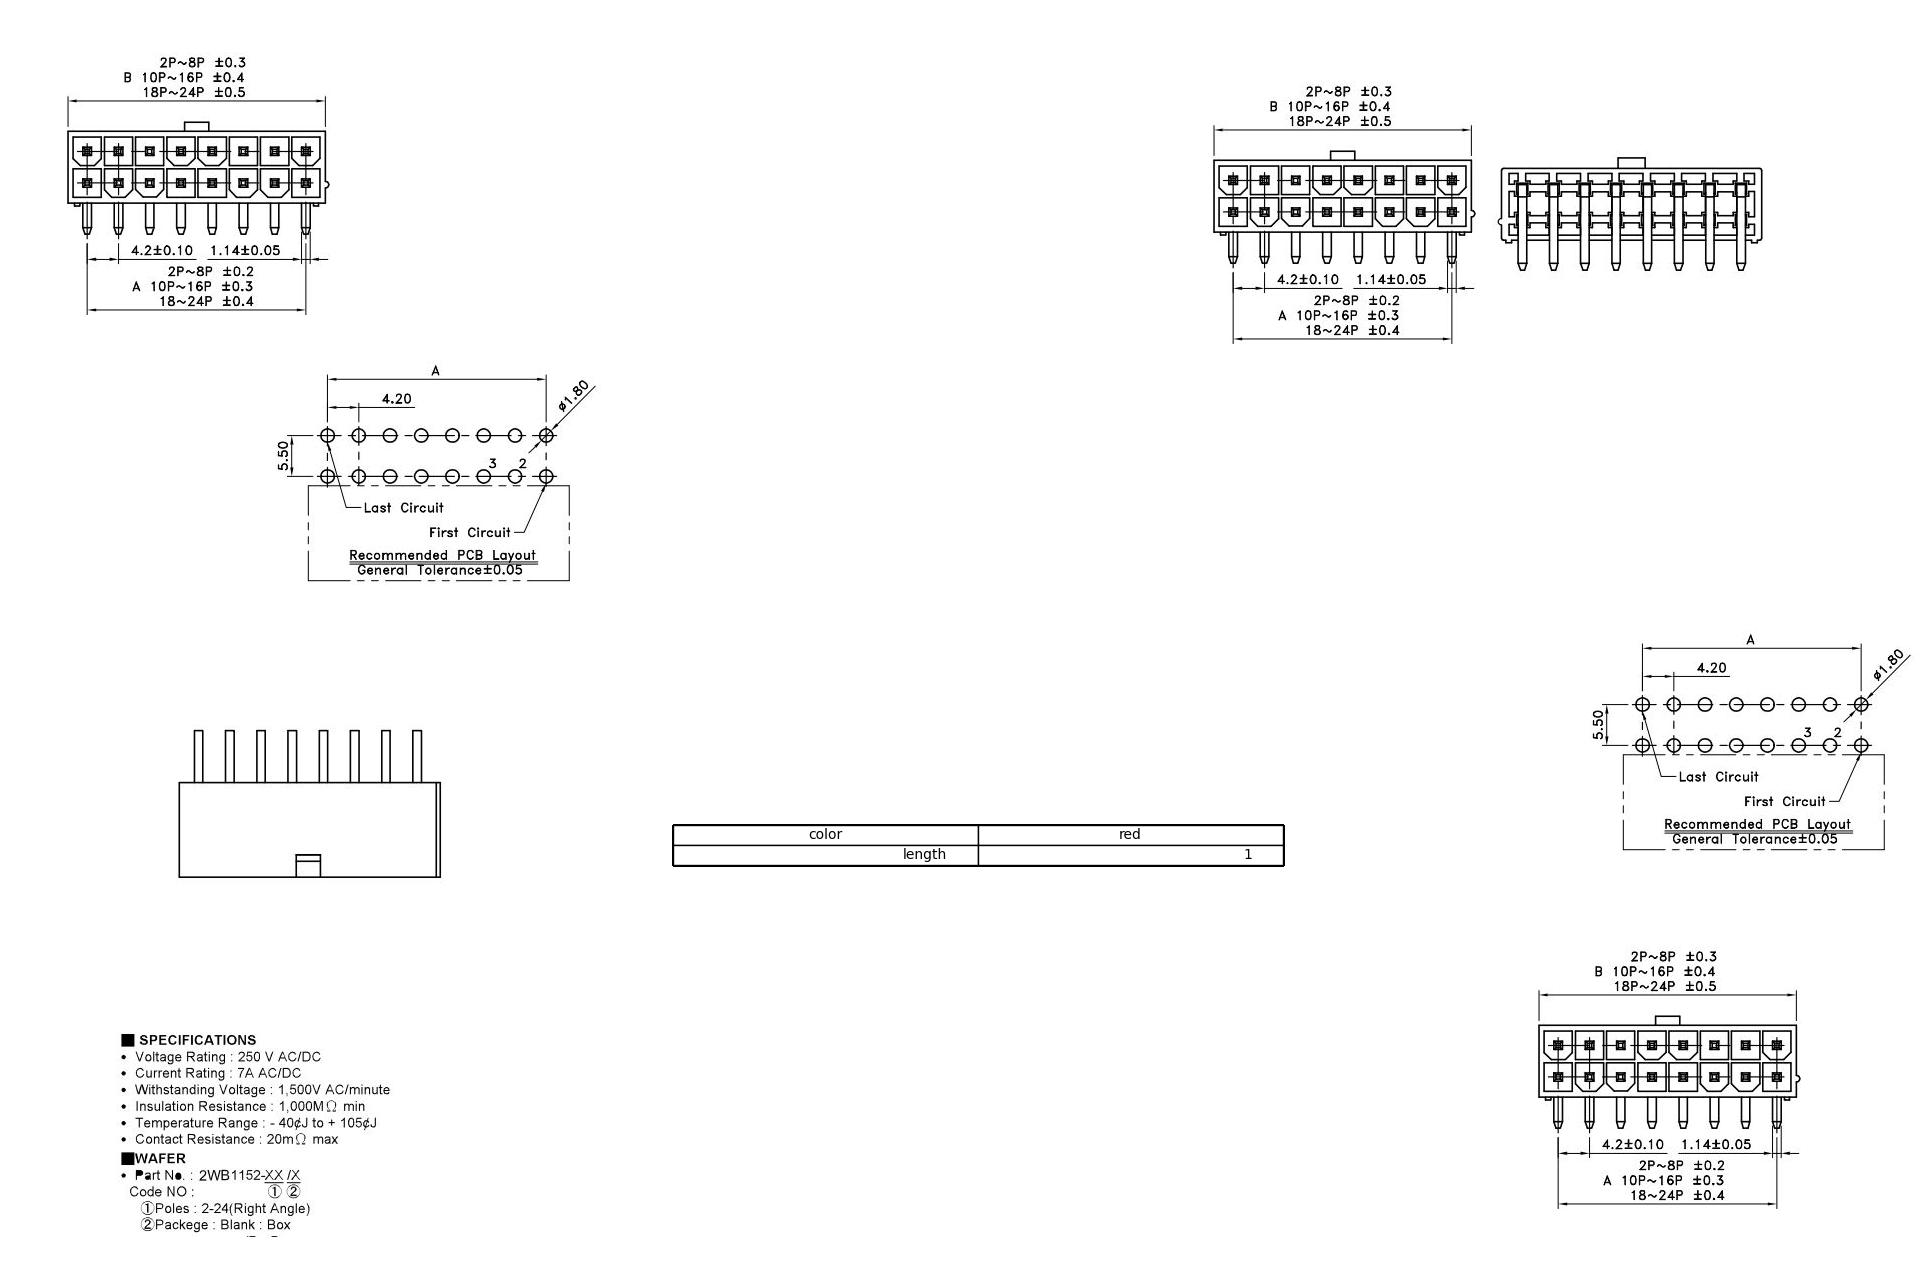 2P~8P ±0.3
B 10P~16P ±0.4
18P~24P ±0.5
4.2±0.10 1.14±0.05
2P~8P ±0.2
A 10P~16P ±0.3
18~24P ±0.4
2P~8P ±0.3
B 10P~16P ±0.4
18P~24P ±0.5
4.2±0.10 1.14±0.05
2P~8P ±0.2
A 10P~16P ±0.3
18~24P ±0.4
A
4.20
ø1.80
5.50
3 2
Last Circuit
First Circuit
Recommended PCB Layout
General Tolerance±0.05
A
4.20
ø1.80
5.50
3 2
Last Circuit
First Circuit
Recommended PCB Layout
General Tolerance±0.05
color red
length 1
2P~8P ±0.3
B 10P~16P ±0.4
18P~24P ±0.5
4.2±0.10 1.14±0.05
2P~8P ±0.2
A 10P~16P ±0.3
18~24P ±0.4
■ SPECIFICATIONS
• Voltage Rating : 250 V AC/DC
• Current Rating : 7A AC/DC
• Withstanding Voltage : 1,500V AC/minute
• Insulation Resistance : 1,000MΩ min
• Temperature Range : - 40¢J to + 105¢J
• Contact Resistance : 20mΩ max
■WAFER
• Part No. : 2WB1152-XX /X
Code NO : ① ②
①Poles : 2-24(Right Angle)
②Packege : Blank : Box